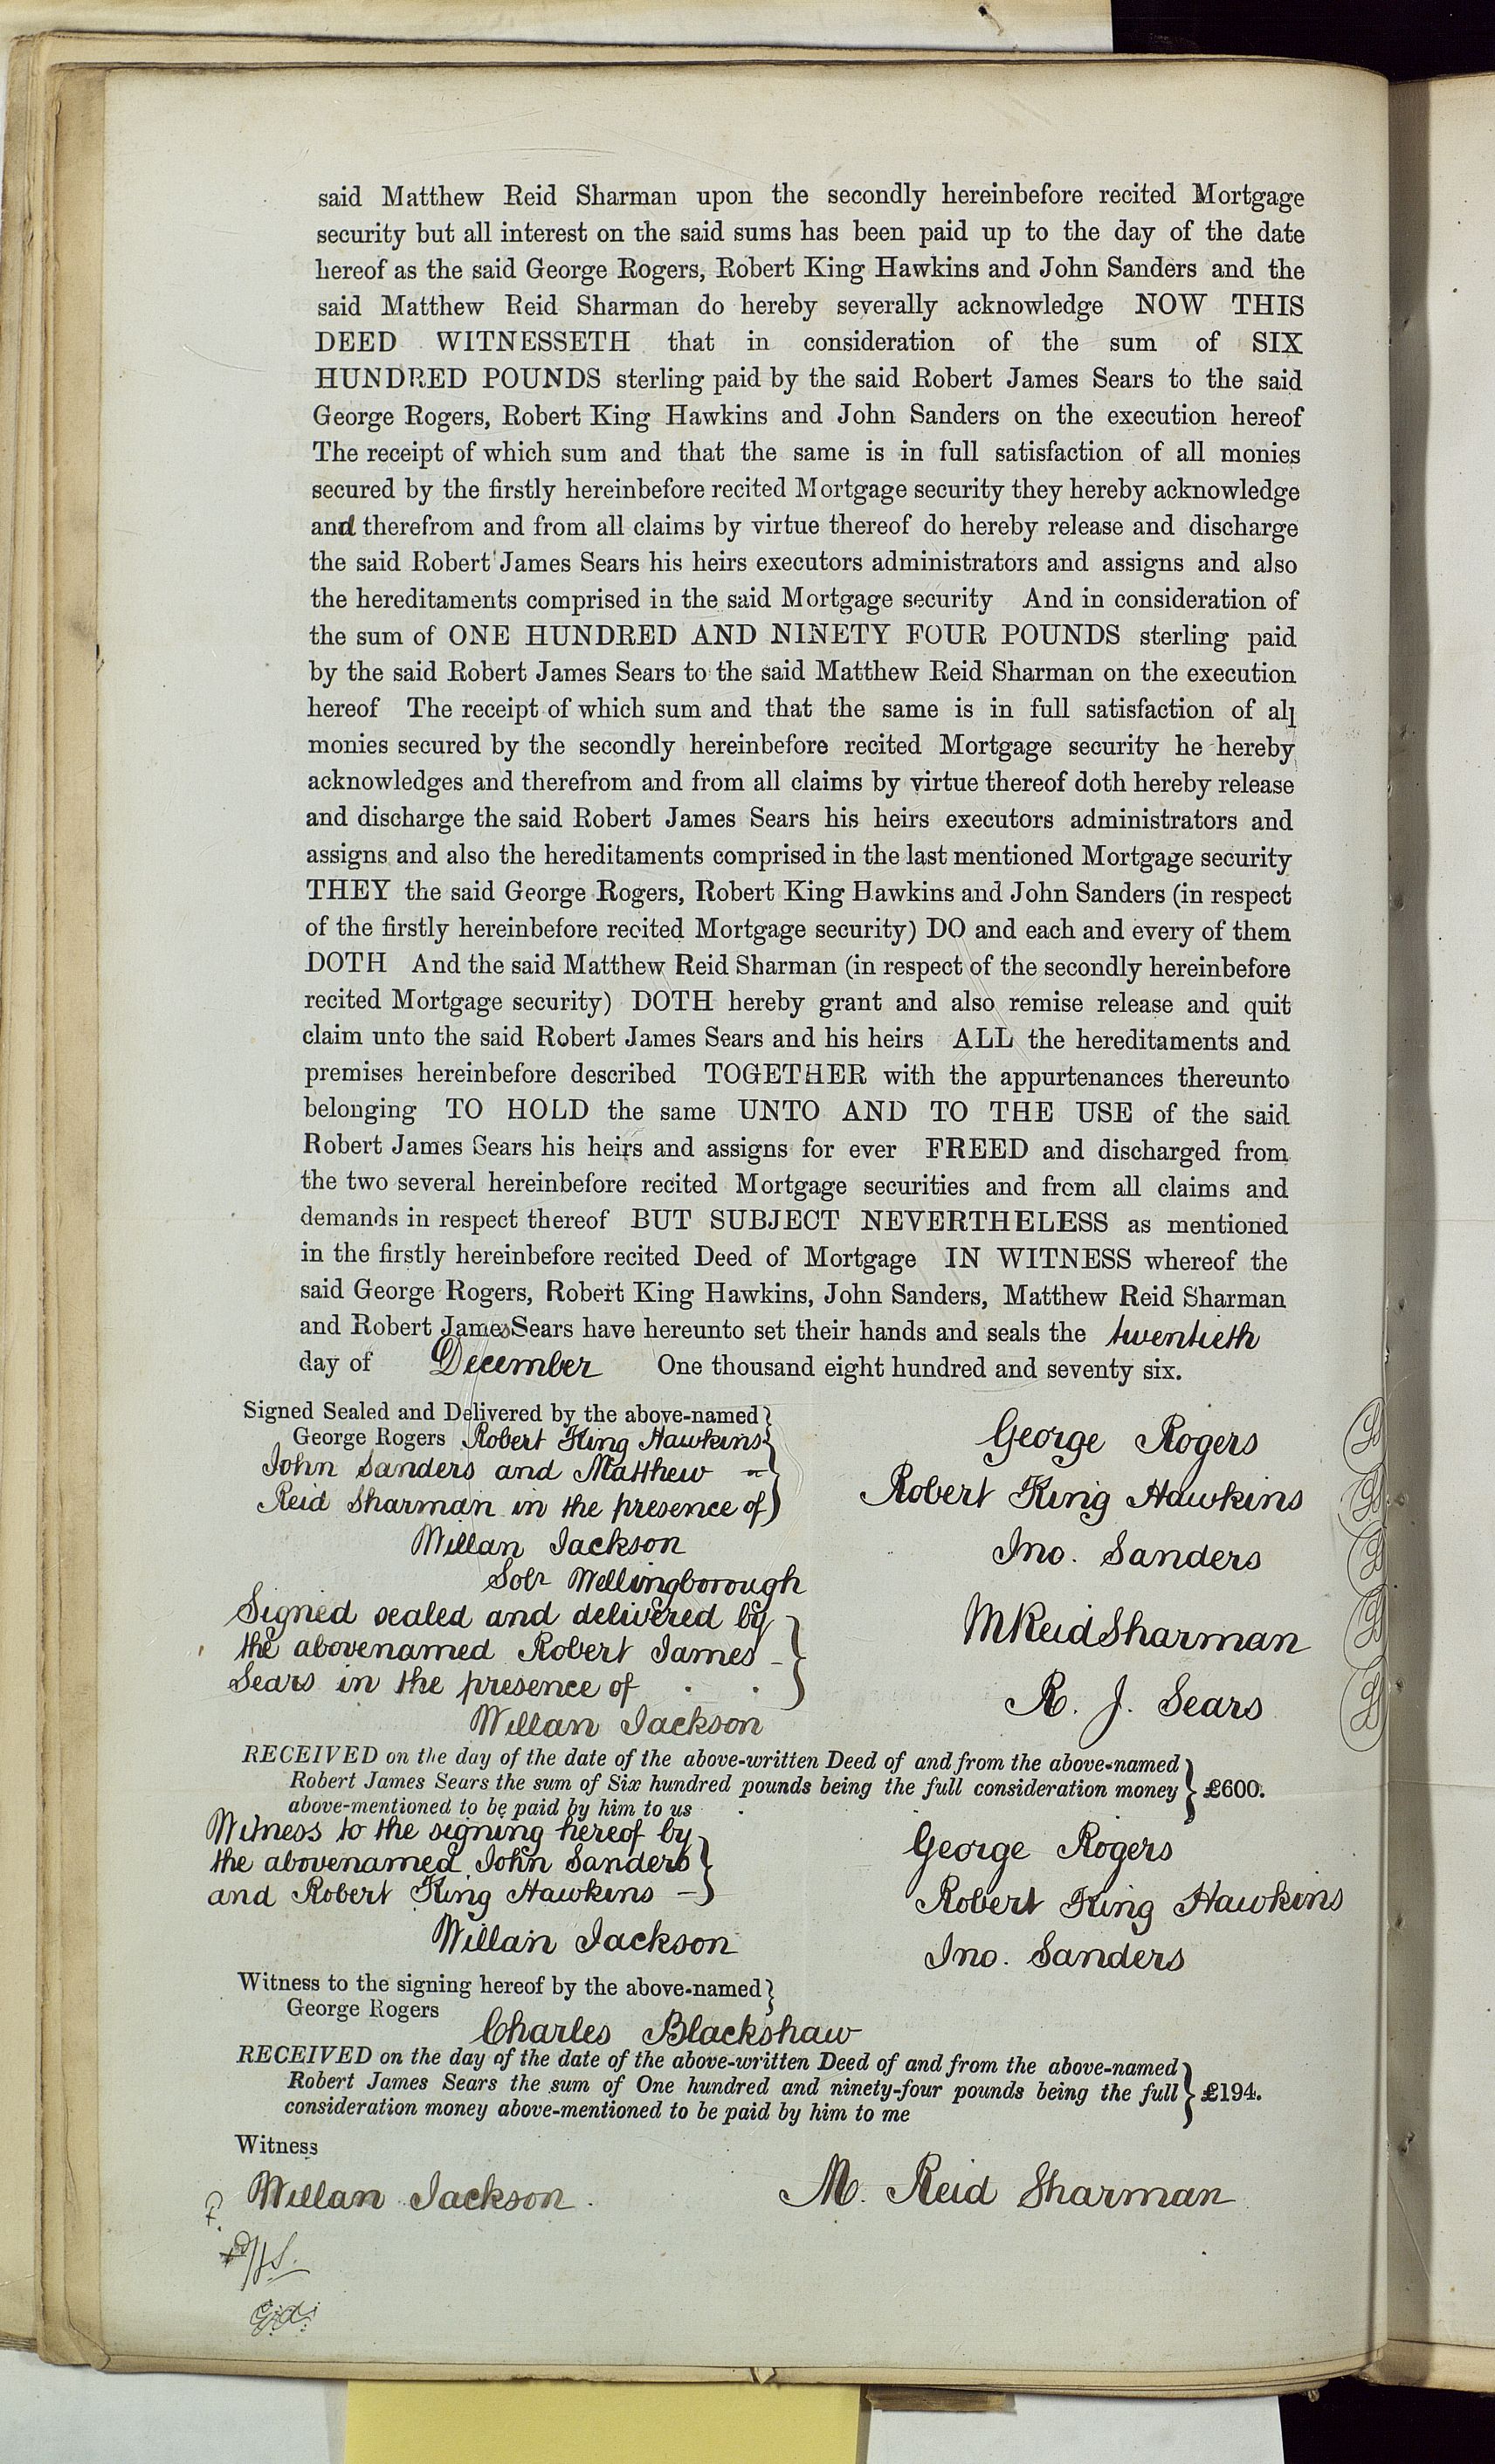 said Matthew Reid Sharman upon the secondly hereinbefore recited Mortgage
security but all interest on the said sums has been paid up to the day of the date
hereof as the said George Rogers, Robert King Hawkins and John Sanders and the
said Matthew Reid Sharman do hereby severally acknowledge NOW THIS
DEED WITNESSETH that in consideration of the sum of SIX
HUNDRED POUNDS sterling paid by the said Robert James Sears to the said
George Rogers, Robert King Hawkins and John Sanders on the execution hereof
The receipt of which sum and that the same is in full satisfaction of all monies
secured by the firstly hereinbefore recited Mortgage security they hereby acknowledge
and therefrom and from all claims by virtue thereof do hereby release and discharge
the said Robert James Sears his heirs executors administrators and assigns and also
the hereditaments comprised in the said Mortgage security And in consideration of
the sum of ONE HUNDRED AND NINETY FOUR POUNDS sterling paid
by the said Robert James Sears to the said Matthew Reid Sharman on the execution
hereof The receipt of which sum and that the same is in full satisfaction of all
monies secured by the secondly hereinbefore recited Mortgage security he hereby
acknowledges and therefrom and from all claims by virtue thereof doth hereby release
and discharge the said Robert James Sears his heirs executors administrators and
assigns and also the hereditaments comprised in the last mentioned Mortgage security
THEY the said George Rogers, Robert King Hawkins and John Sanders (in respect
of the firstly hereinbefore recited Mortgage security) DO and each and every of them
DOTH And the said Matthew Reid Sharman (in respect of the secondly hereinbefore
recited Mortgage security) DOTH hereby grant and also remise release and quit
claim unto the said Robert James Sears and his heirs ALL the hereditaments and
premises hereinbefore described TOGETHER with the appurtenances thereunto
belonging TO HOLD the same UNTO AND TO THE USE of the said
Robert James Sears his heirs and assigns for ever FREED and discharged from
the two several hereinbefore recited Mortgage securities and from all claims and
demands in respect thereof BUT SUBJECT NEVERTHELESS as mentioned
in the firstly hereinbefore recited Deed of Mortgage IN WITNESS whereof the
said George Rogers, Robert King Hawkins, John Sanders, Matthew Reid Sharman
and Robert James Sears have hereunto set their hands and seals the twentieth
day of December One thousand eight hundred and seventy six.
Signed Sealed and Delivered by the above-named
George Rogers Robert King Hawkins
John Sanders and Matthew
Reid Sharman in the presence of
Willan Jackson
Solr Wellingborough
George Rogers
Robert King Hawkins
Jno. Sanders
M Reid Sharman
R. J. Sears
Signed sealed and delivered by
the abovenamed Robert James
Sears in the presence of
Willan Jackson
RECEIVED on the day of the date of the above-written Deed of and from the above-named
Robert James Sears the sum of Six hundred pounds being the full consideration money £600.
above-mentioned to be paid by him to us
Witness to the signing hereof by
the abovenamed John Sanders
and Robert King Hawkins
Willan Jackson
George Rogers
Robert King Hawkins
Jno. Sanders
Witness to the signing hereof by the above-named
George Rogers
Charles Blackshaw
RECEIVED on the day of the date of the above-written Deed of and from the above-named
Robert James Sears the sum of One hundred and ninety-four pounds being the full £194.
consideration money above-mentioned to be paid by him to me
Witness
Willan Jackson.
M. Reid Sharman